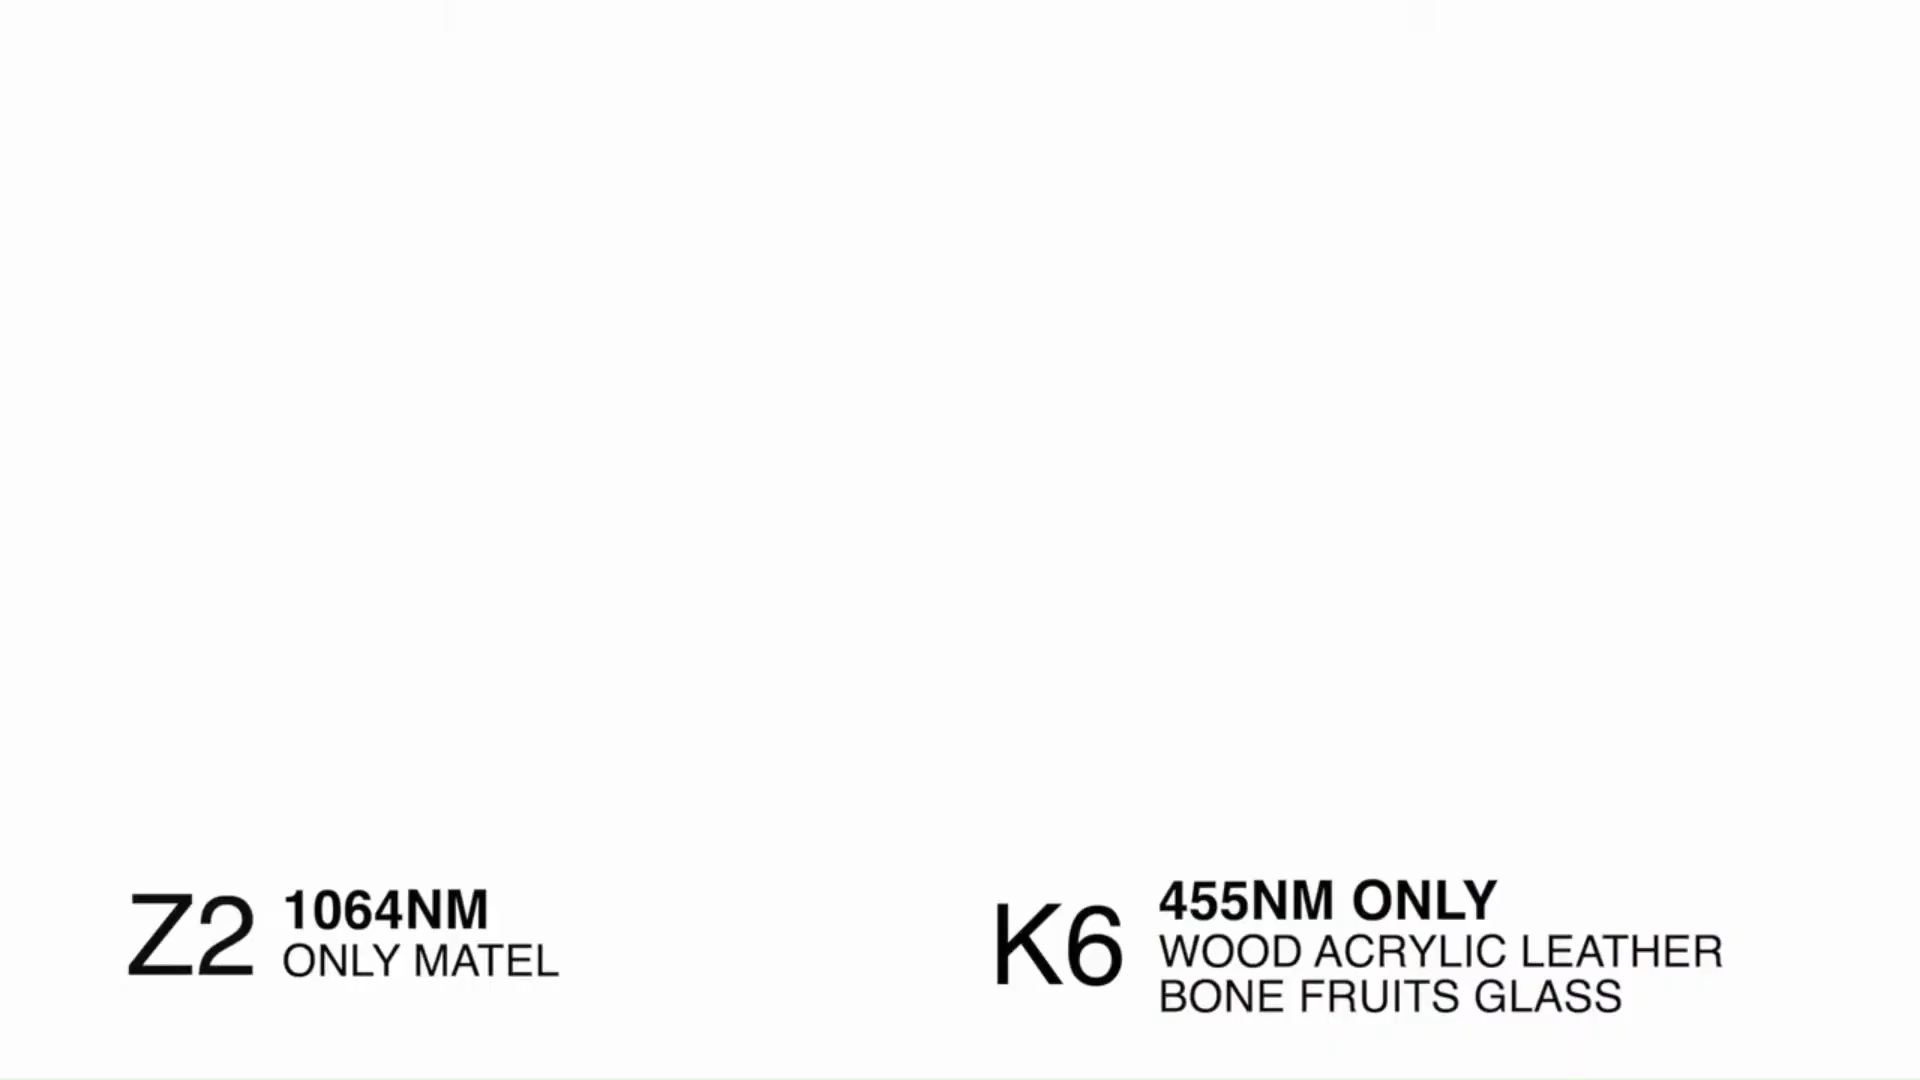 Z2
1064NM
ONLY MATEL
K6
455NM ONLY
WOOD ACRYLIC LEATHER
BONE FRUITS GLASS